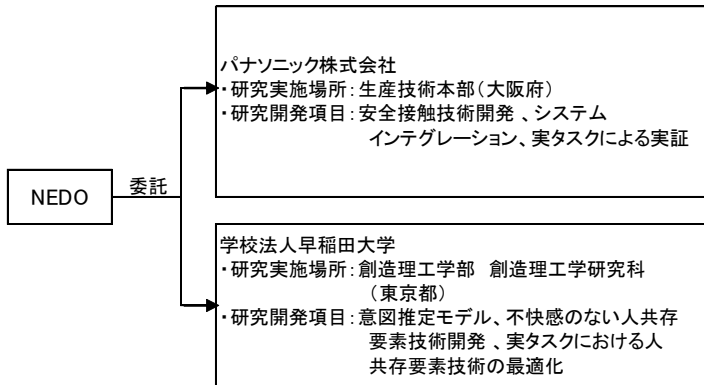 パナソニック株式会社
・研究実施場所：生産技術本部（大阪府）
・研究開発項目：安全接触技術開発 、システム
インテグレーション、実タスクによる実証
NEDO
委託
学校法人早稲田大学
・研究実施場所：創造理工学部　創造理工学研究科
（東京都）
・研究開発項目：意図推定モデル、不快感のない人共存
要素技術開発 、実タスクにおける人
共存要素技術の最適化